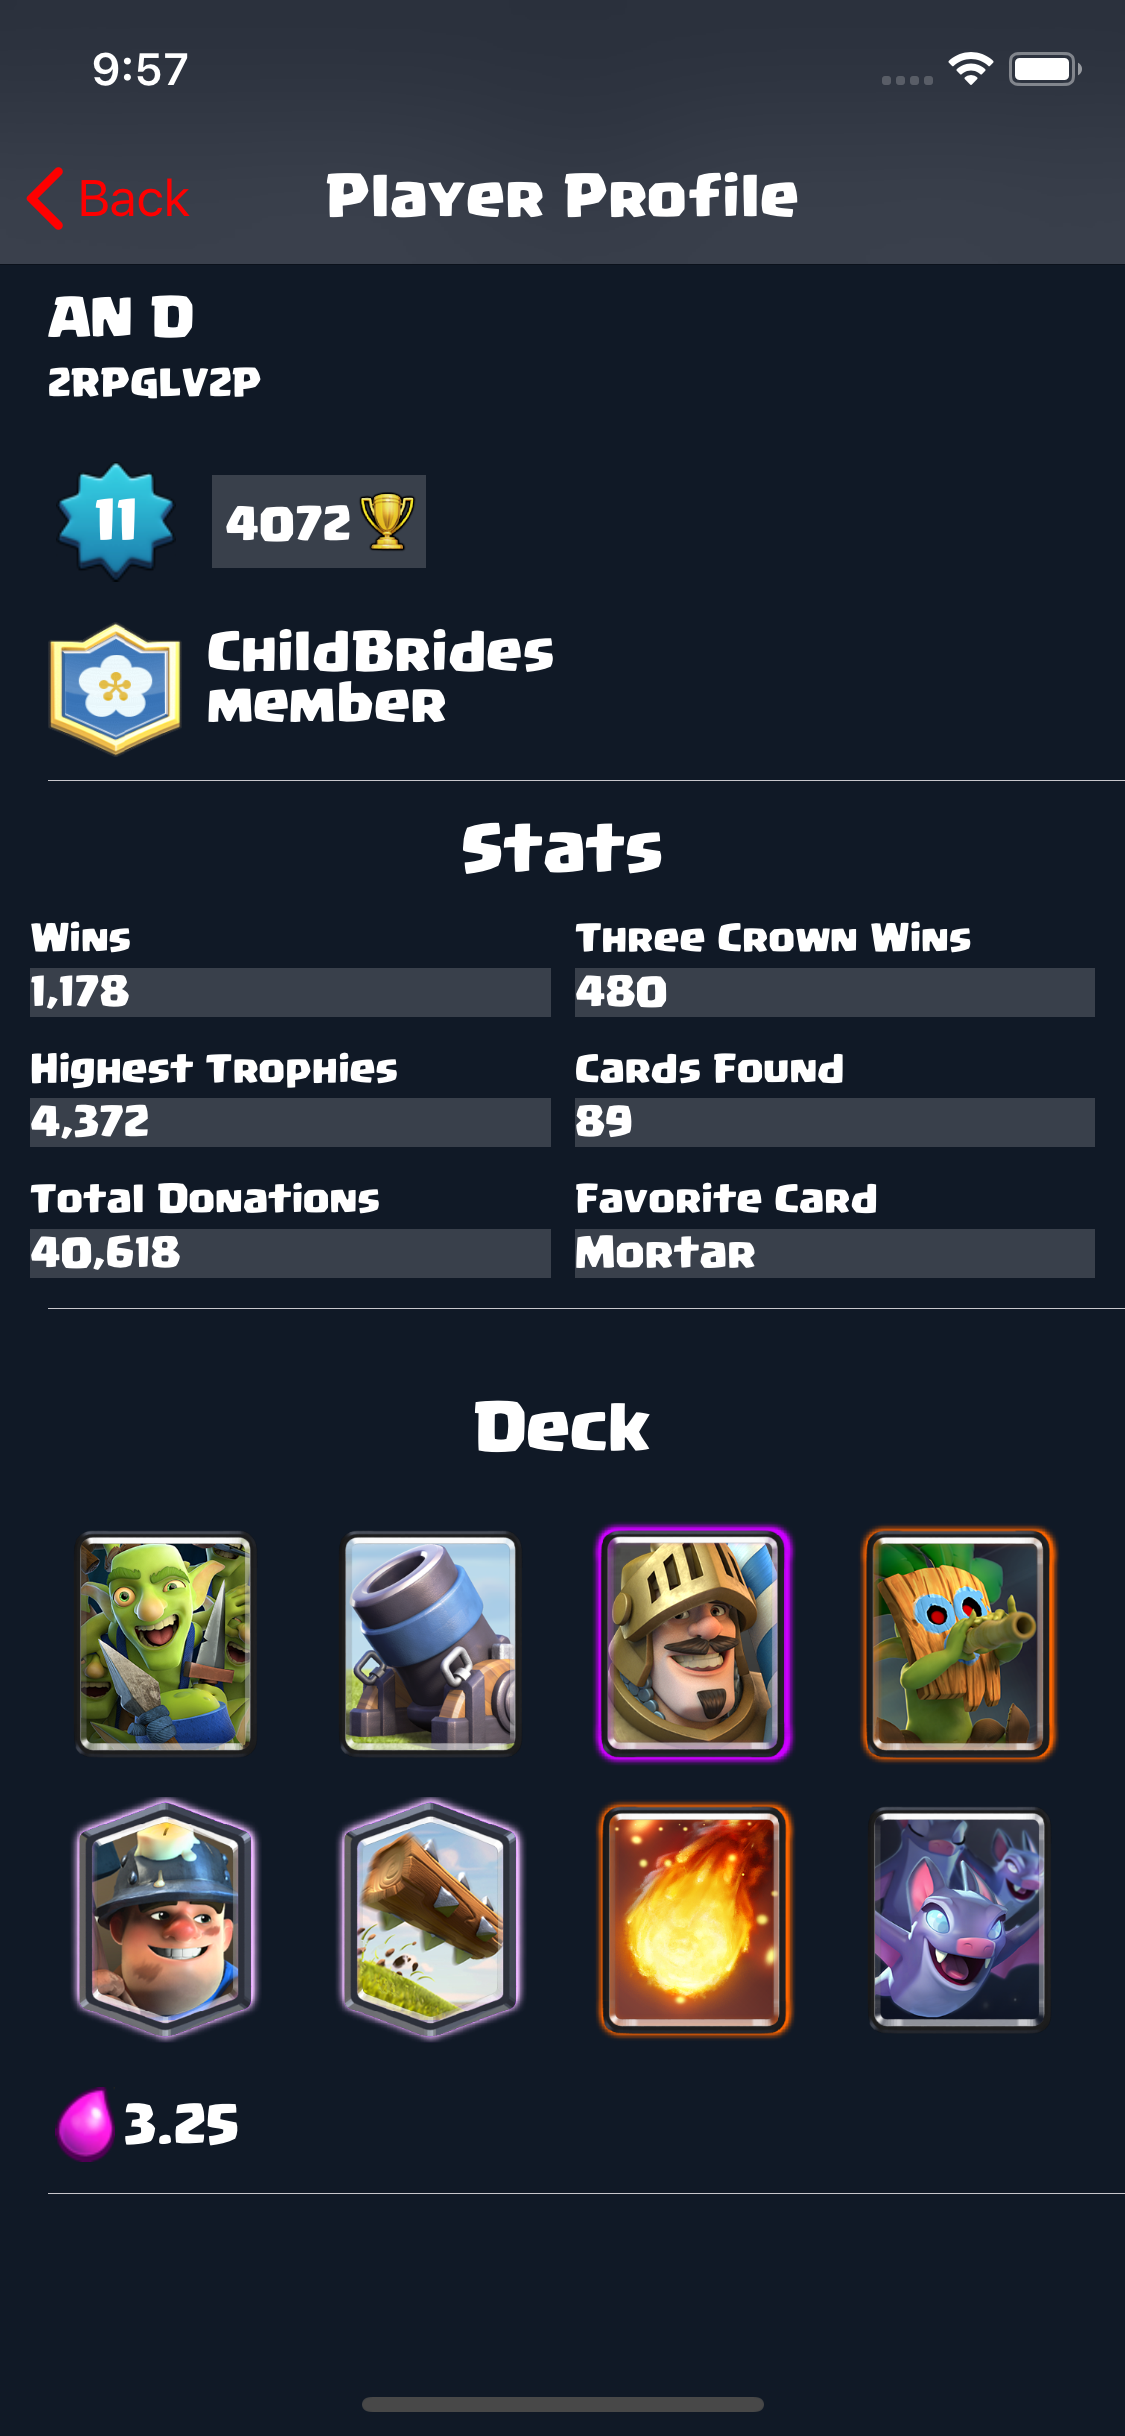 9:57
Back
Player Profile
AN D
2RPGLV2P
11
4072
ChildBrides
member
Stats
Wins
Three Crown Wins
1,178
480
Highest Trophies
Cards Found
4,372
89
Total Donations
Favorite Card
40,618
Mortar
Deck
3.25